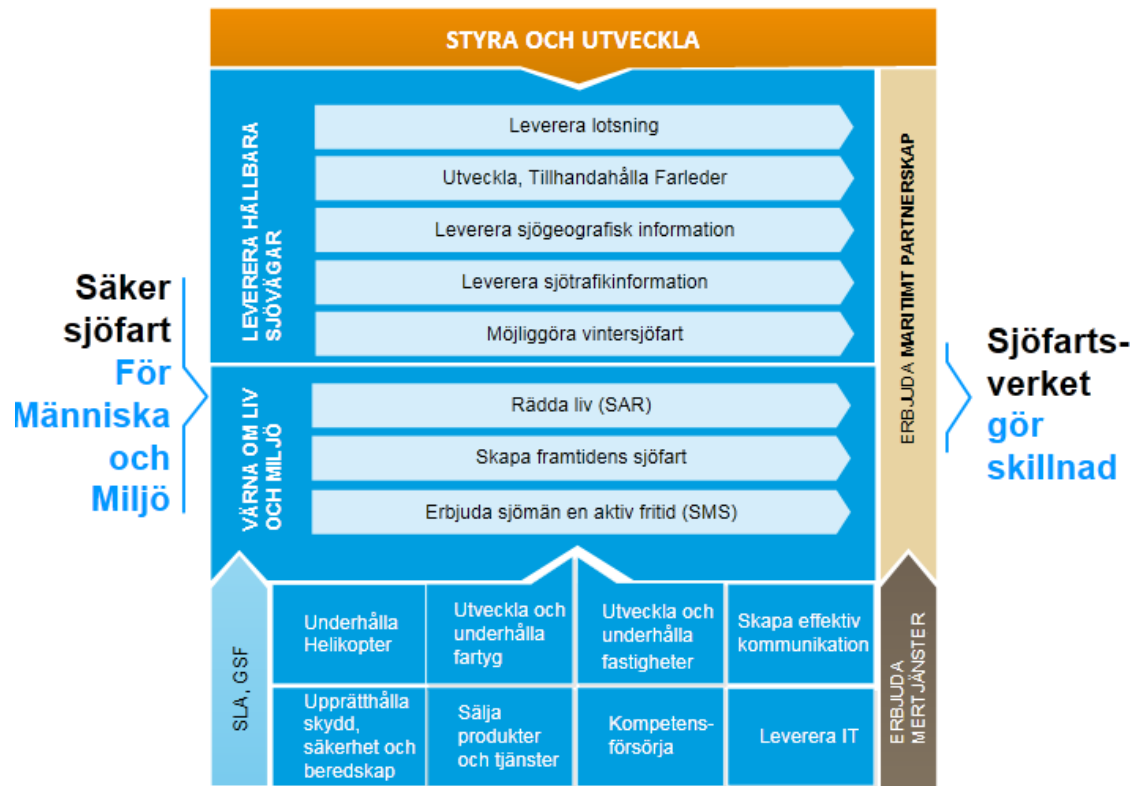 STYRA OCH UTVECKLA
LEVERERA HÅLLBARA
SJÖVÄGAR
Leverera lotsning
Utveckla, Tillhandahålla Farleder
Leverera sjögeografisk information
Leverera sjötrafikinformation
Möjliggöra vintersjöfart
VÄRNA OM LIV
OCH MILJÖ
Rädda liv (SAR)
Skapa framtidens sjöfart
Erbjuda sjömän en aktiv fritid (SMS)
ERBJUDA MARITIMT PARTNERSKAP
Säker
sjöfart
För
Människa
och
Miljö
Sjöfarts-
verket
gör
skillnad
SLA, GSF
Underhålla
Helikopter
Utveckla och
underhålla
fartyg
Utveckla och
underhålla
fastigheter
Skapa effektiv
kommunikation
Upprätthålla
skydd,
säkerhet och
beredskap
Sälja
produkter
och tjänster
Kompetens-
försörja
Leverera IT
ERBJUDA
MERTJÄNSTER